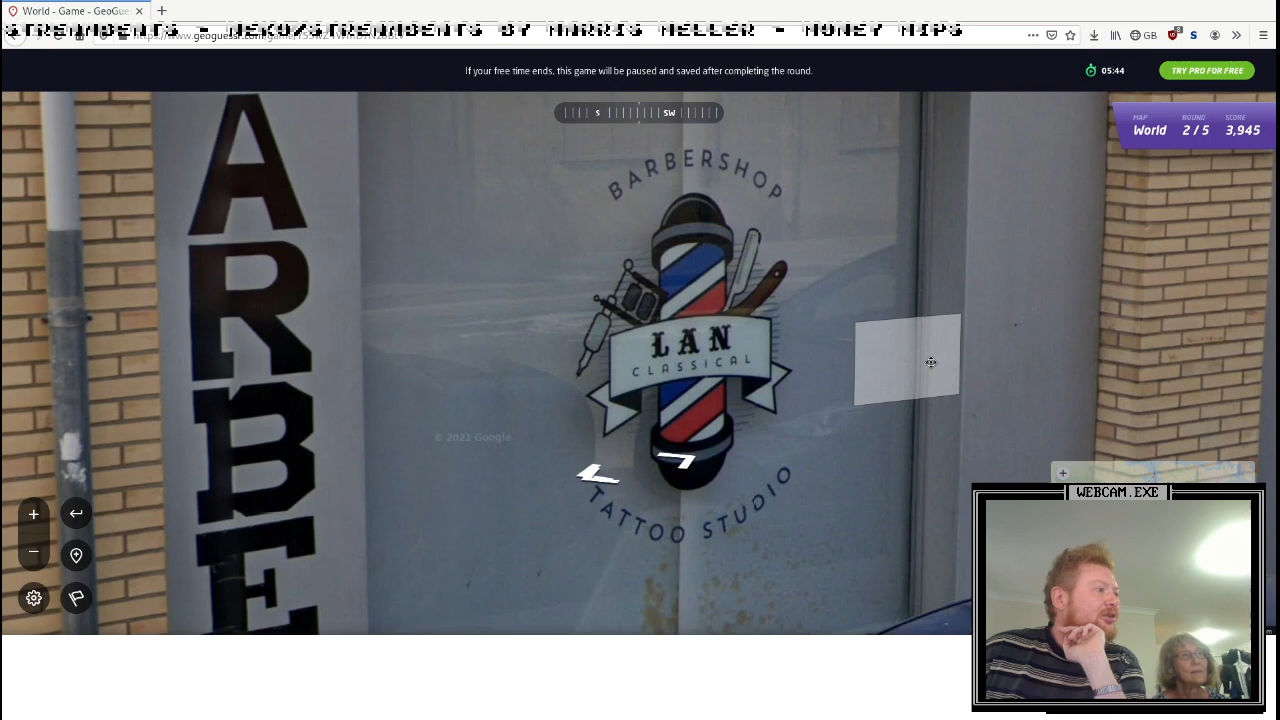 World - Game - GeoGue
GB
If your free time ends, this game will be paused and saved after completing the round.
05:44
TRY PRO FOR FREE
S
SW
MAP
ROUND
SCORE
World
2 / 5
3,945
ARBE
BARBERSHOP
LAN
CLASSICAL
TATTOO STUDIO
© 2021 Google
WEBCAM.EXE